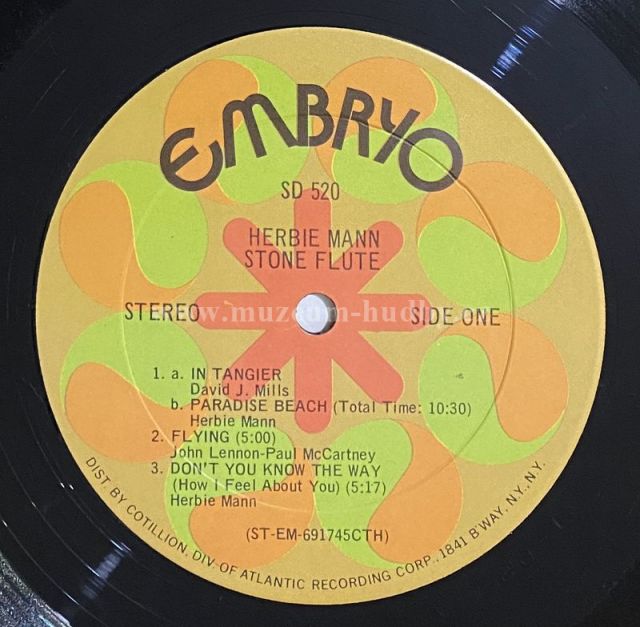 EMBRYO
SD 520
HERBIE MANN
STONE FLUTE
STEREO
SIDE ONE
www.muzeum-hudby.cz
1. a. IN TANGIER
David J. Mills
b. PARADISE BEACH (Total Time: 10:30)
Herbie Mann
2. FLYING (5:00)
John Lennon-Paul McCartney
3. DON'T YOU KNOW THE WAY
(How I Feel About You) (5:17)
Herbie Mann
(ST-EM-691745CTH)
DIST. BY COTILLION, DIV. OF ATLANTIC RECORDING CORP., 1841 B'WAY, N.Y. N.Y.